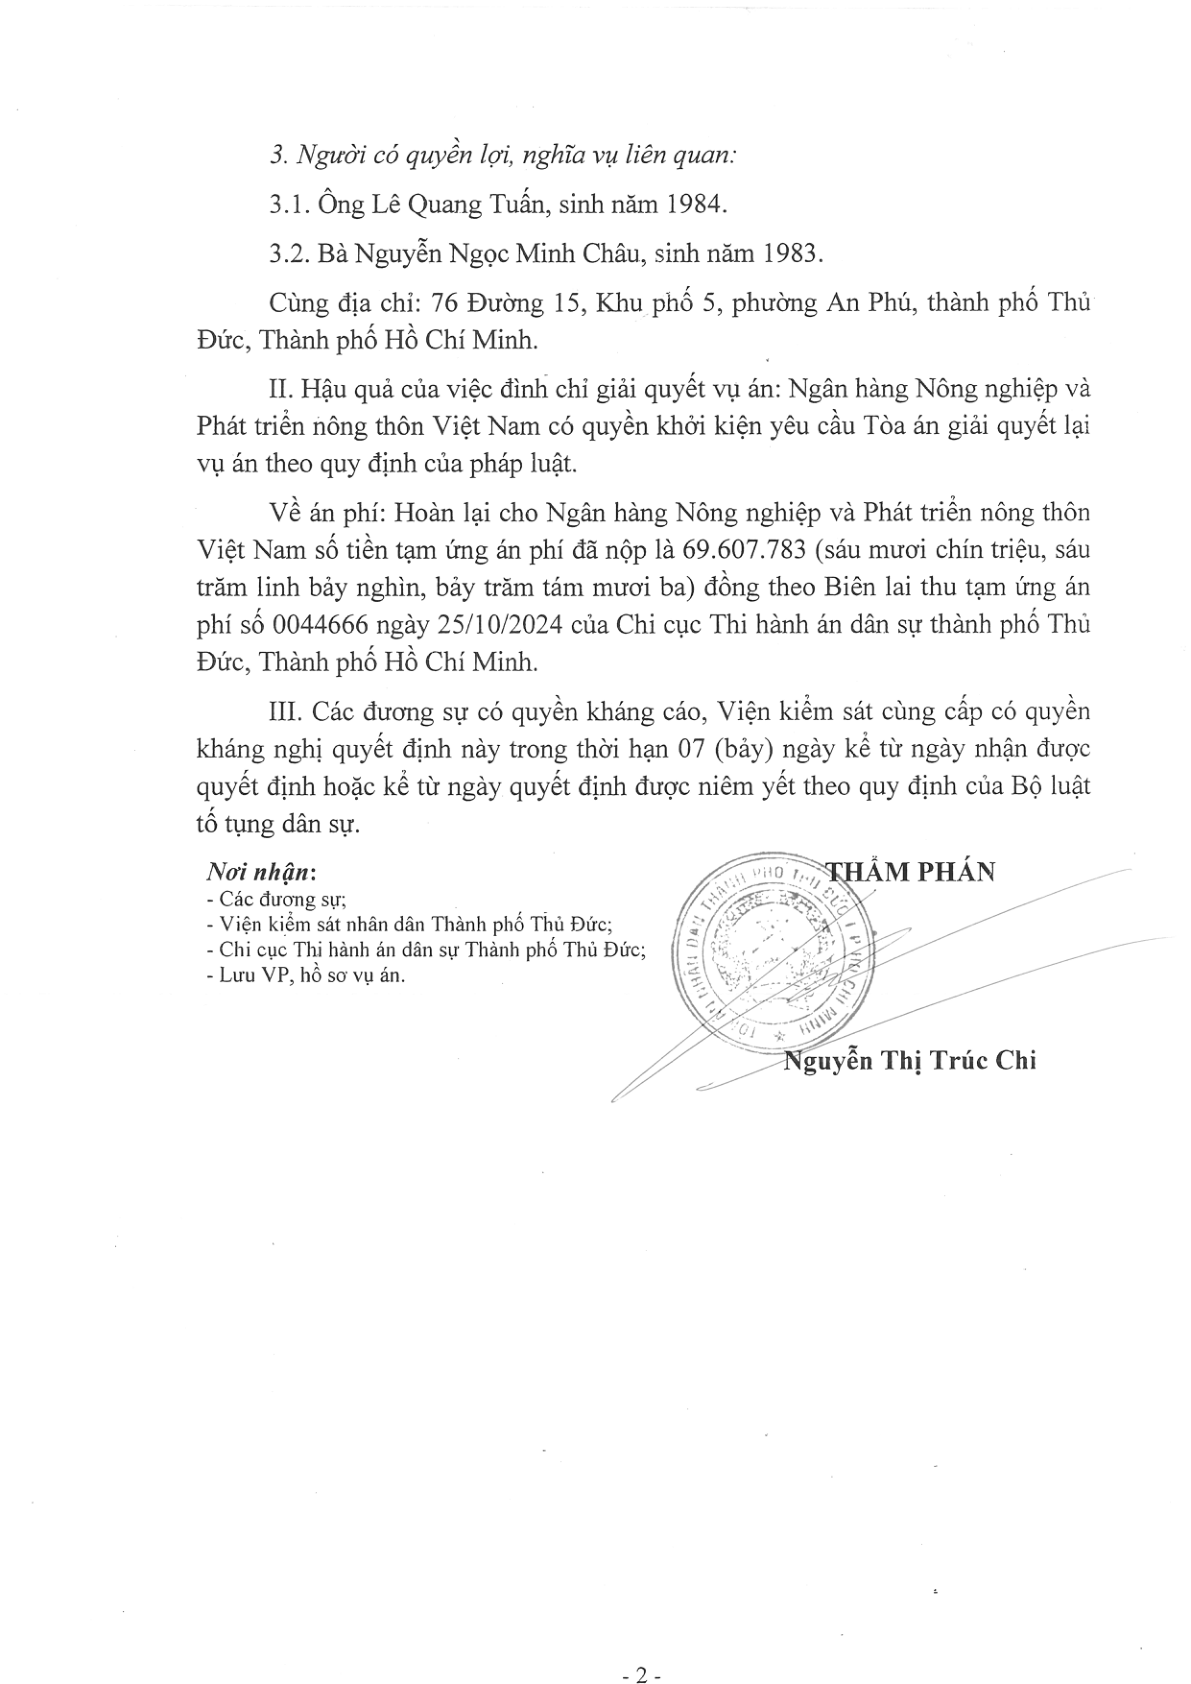 3. Người có quyền lợi, nghĩa vụ liên quan:
3.1. Ông Lê Quang Tuấn, sinh năm 1984.
3.2. Bà Nguyễn Ngọc Minh Châu, sinh năm 1983.
Cùng địa chỉ: 76 Đường 15, Khu phố 5, phường An Phú, thành phố Thủ
Đức, Thành phố Hồ Chí Minh.
II. Hậu quả của việc đình chỉ giải quyết vụ án: Ngân hàng Nông nghiệp và
Phát triển nông thôn Việt Nam có quyền khởi kiện yêu cầu Tòa án giải quyết lại
vụ án theo quy định của pháp luật.
Về án phí: Hoàn lại cho Ngân hàng Nông nghiệp và Phát triển nông thôn
Việt Nam số tiền tạm ứng án phí đã nộp là 69.607.783 (sáu mươi chín triệu, sáu
trăm linh bảy nghìn, bảy trăm tám mươi ba) đồng theo Biên lai thu tạm ứng án
phí số 0044666 ngày 25/10/2024 của Chi cục Thi hành án dân sự thành phố Thủ
Đức, Thành phố Hồ Chí Minh.
III. Các đương sự có quyền kháng cáo, Viện kiểm sát cùng cấp có quyền
kháng nghị quyết định này trong thời hạn 07 (bảy) ngày kể từ ngày nhận được
quyết định hoặc kể từ ngày quyết định được niêm yết theo quy định của Bộ luật
tố tụng dân sự.
Nơi nhận:
- Các đương sự;
- Viện kiểm sát nhân dân Thành phố Thủ Đức;
- Chi cục Thi hành án dân sự Thành phố Thủ Đức;
- Lưu VP, hồ sơ vụ án.
THẨM PHÁN
TOÀ ÁN NHÂN DÂN THÀNH PHỐ THỦ ĐỨC T.P HỒ CHÍ MINH
Nguyễn Thị Trúc Chi
- 2 -